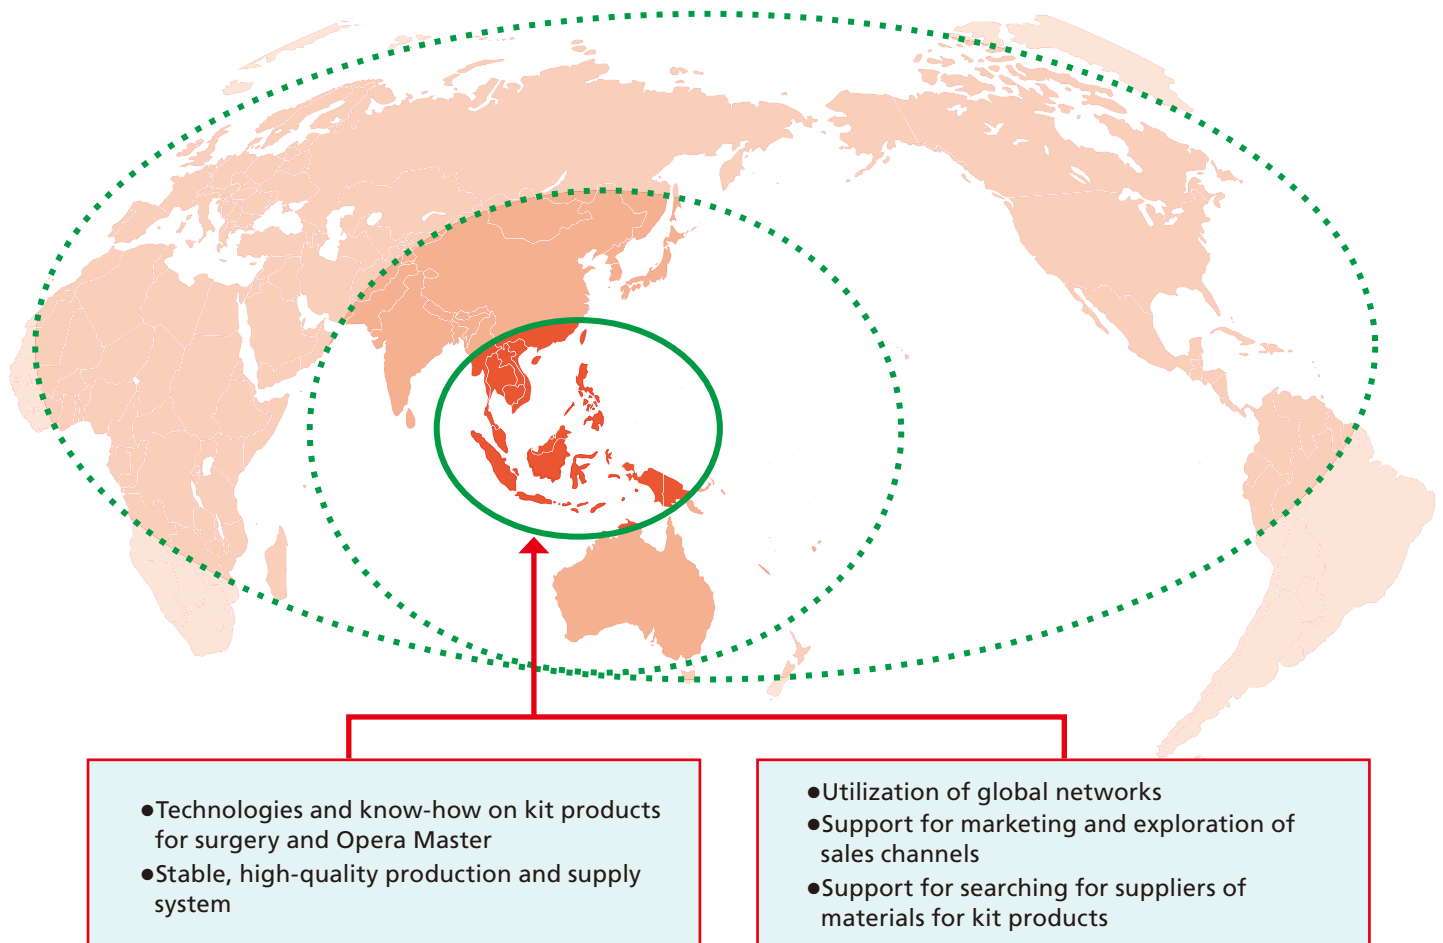 ●Technologies and know-how on kit products
for surgery and Opera Master
●Stable, high-quality production and supply
system
●Utilization of global networks
●Support for marketing and exploration of
sales channels
●Support for searching for suppliers of
materials for kit products